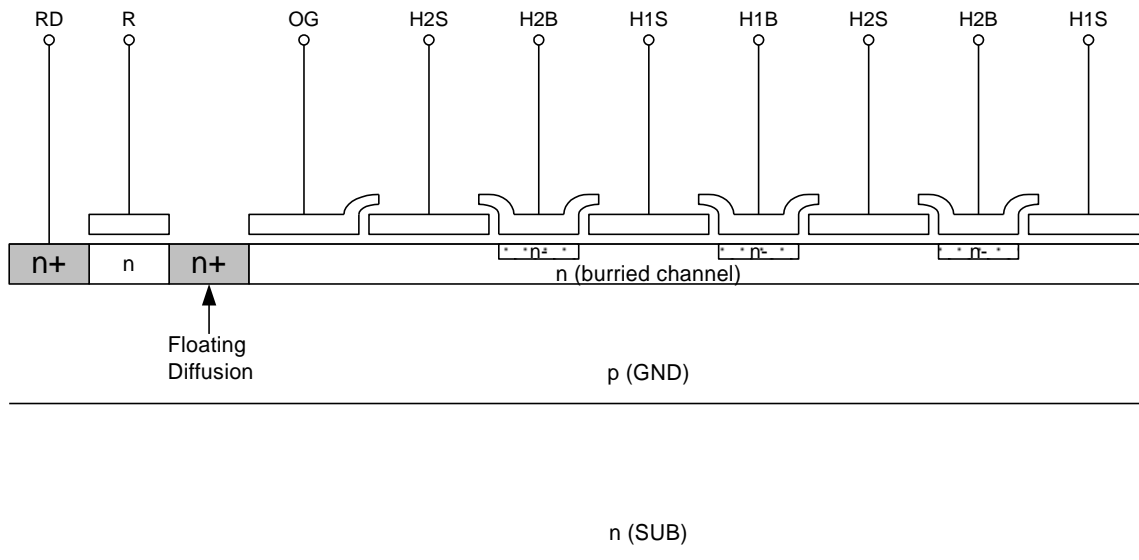 RD R OG H2S H2B H1S H1B H2S H2B H1S
n+ n n+ n- n- n-
n (burried channel)
Floating
Diffusion
p (GND)
n (SUB)